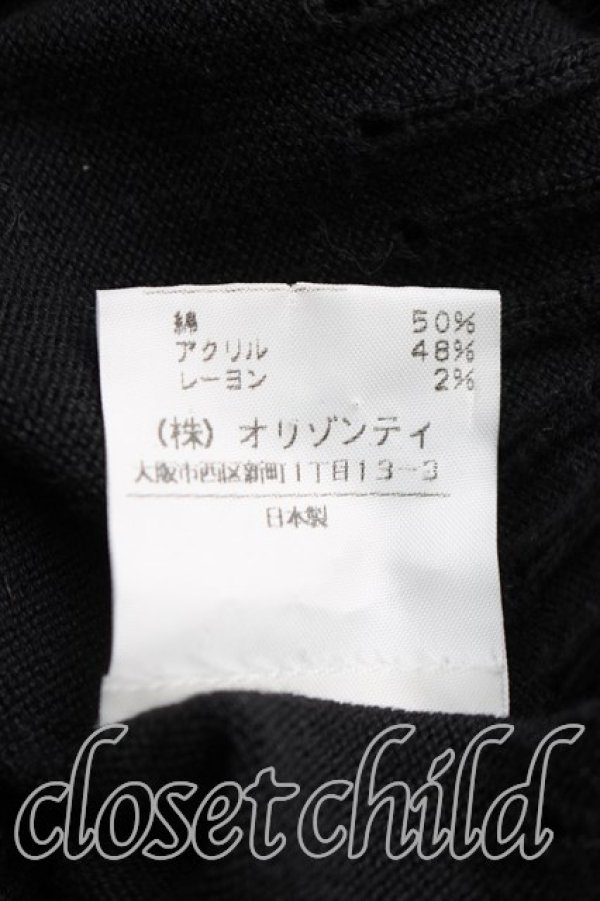 綿 50%
アクリル 48%
レーヨン 2%
(株) オリゾンティ
大阪市西区新町1丁目13-3
日本製
closet child